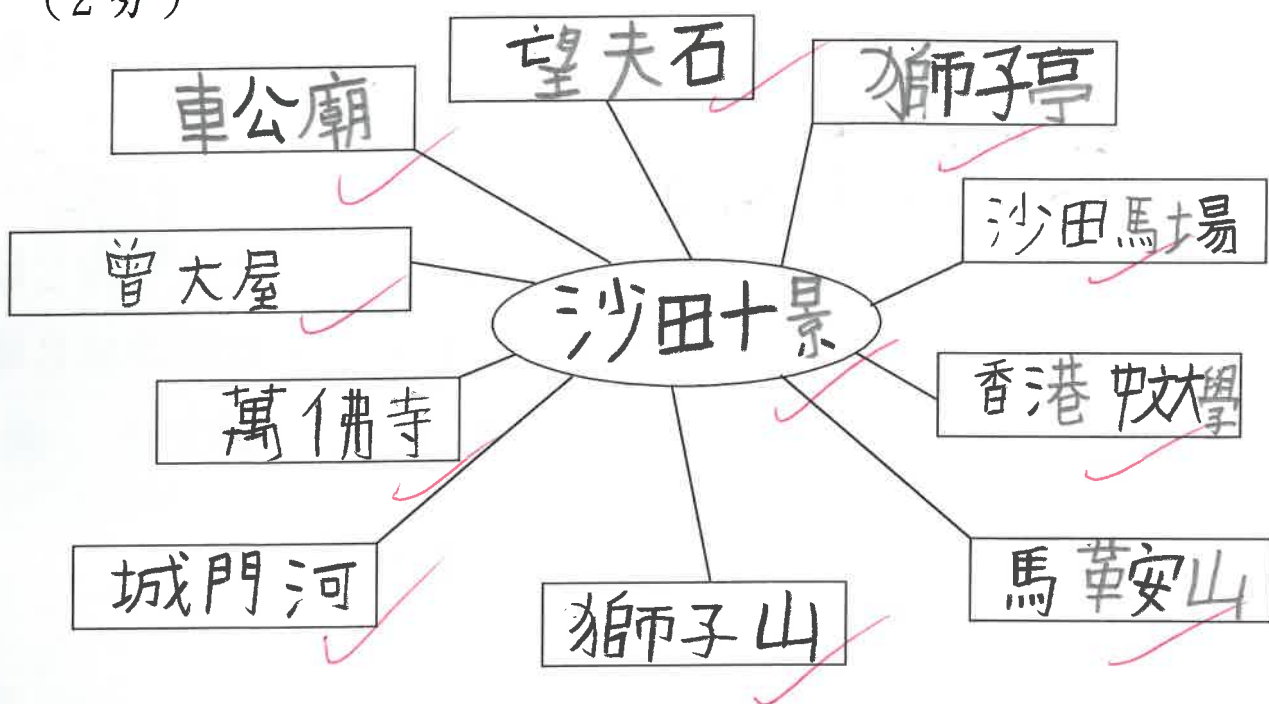 (2分)
望夫石
獅子亭
車公廟
沙田馬場
曾大屋
沙田十景
香港中文大學
萬佛寺
城門河
獅子山
馬鞍山